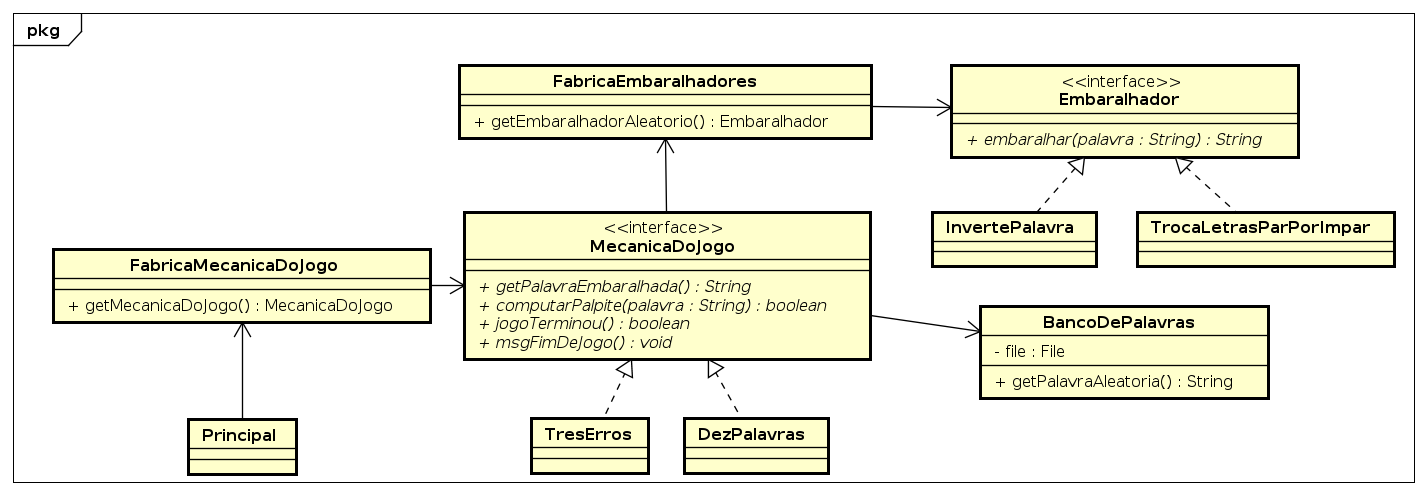 pkg
FabricaEmbaralhadores
+ getEmbaralhadorAleatorio() : Embaralhador
<<interface>>
Embaralhador
+ embaralhar(palavra : String) : String
InvertePalavra
TrocaLetrasParPorImpar
<<interface>>
MecanicaDoJogo
+ getPalavraEmbaralhada() : String
+ computarPalpite(palavra : String) : boolean
+ jogoTerminou() : boolean
+ msgFimDeJogo() : void
FabricaMecanicaDoJogo
+ getMecanicaDoJogo() : MecanicaDoJogo
BancoDePalavras
- file : File
+ getPalavraAleatoria() : String
Principal
TresErros
DezPalavras